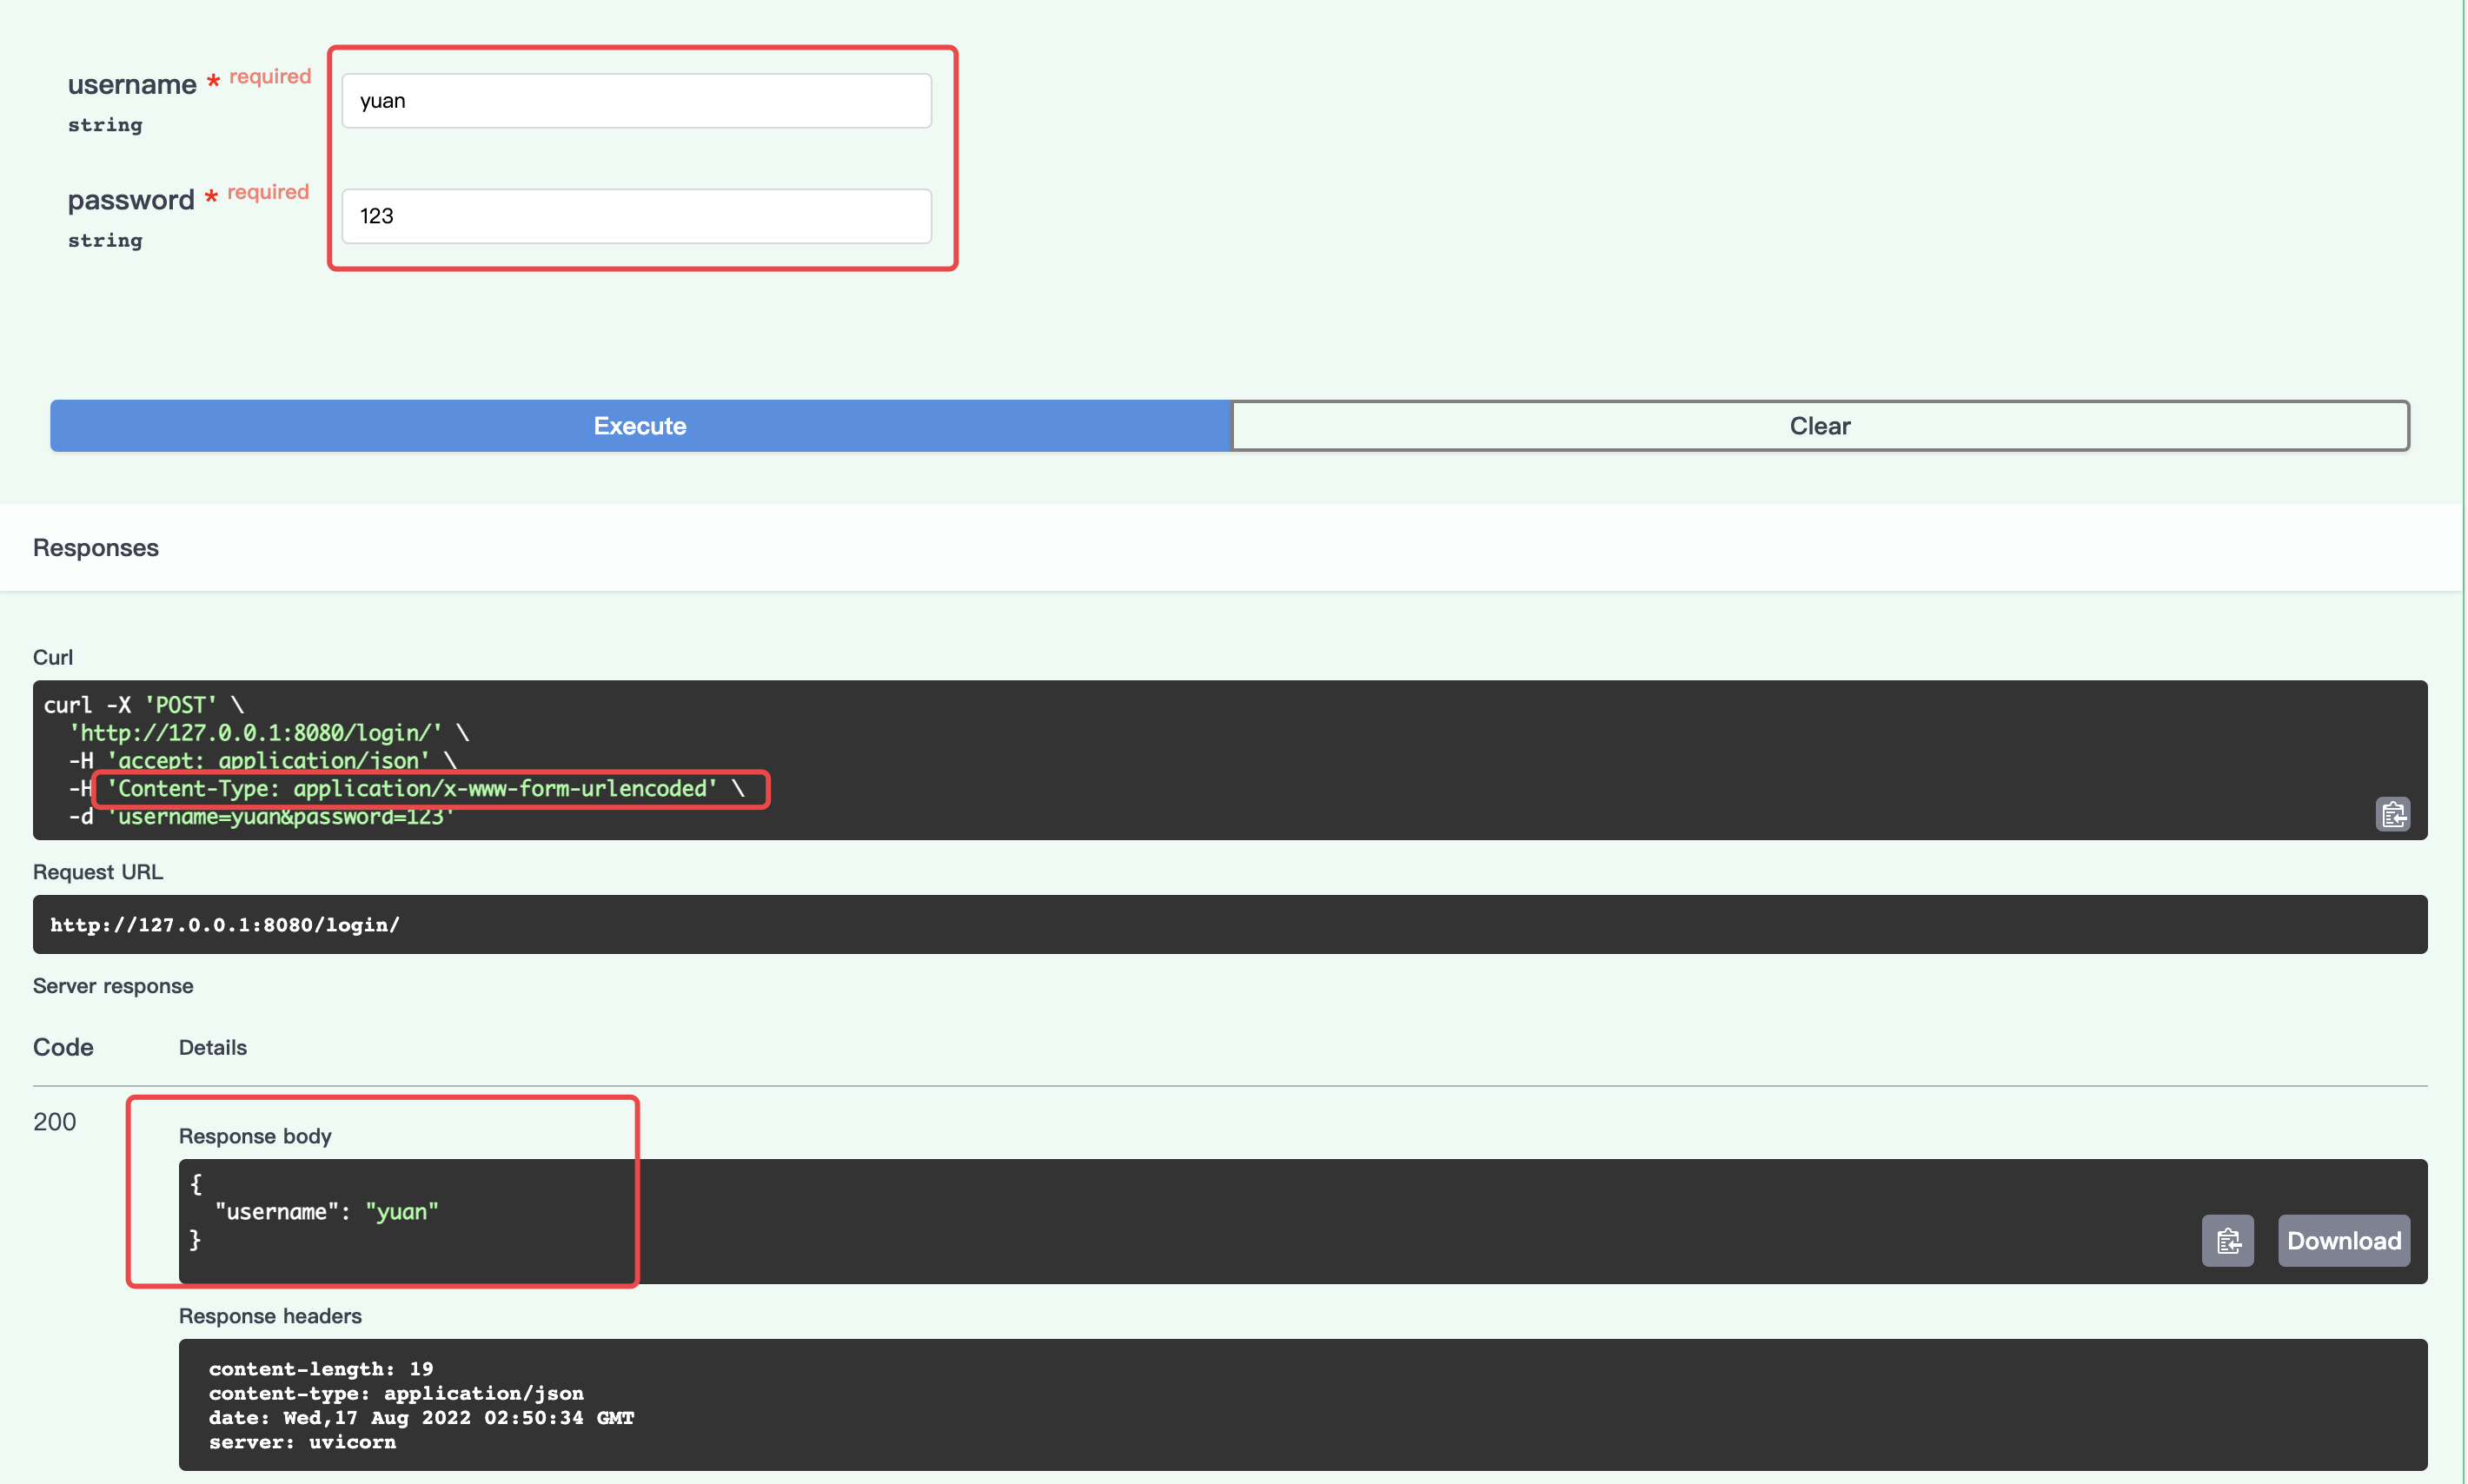 username * required
string
yuan
password * required
string
123
Execute
Clear
Responses
Curl
curl -X 'POST' \
'http://127.0.0.1:8080/login/' \
-H 'accept: application/json' \
-H 'Content-Type: application/x-www-form-urlencoded' \
-d 'username=yuan&password=123'
Request URL
http://127.0.0.1:8080/login/
Server response
Code
Details
200
Response body
{
"username": "yuan"
}
Download
Response headers
content-length: 19
content-type: application/json
date: Wed,17 Aug 2022 02:50:34 GMT
server: uvicorn